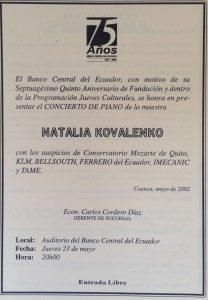 75
Años
El Banco Central del Ecuador, con motivo de su
Septuagésimo Quinto Aniversario de Fundación y dentro
de la Programación Jueves Culturales, se honra en pre-
sentar el CONCIERTO DE PIANO de la maestra
NATALIA KOVALENKO
con los auspicios de Conservatorio Mozarte de Quito,
KLM, BELLSOUTH, FERRERO del Ecuador, IMECANIC
y TAME.
Cuenca, mayo de 2002
Econ. Carlos Cordero Díaz
GERENTE DE SUCURSAL
Local: Auditorio del Banco Central del Ecuador
Fecha: Jueves 23 de mayo
Hora: 20h00
Entrada Libre